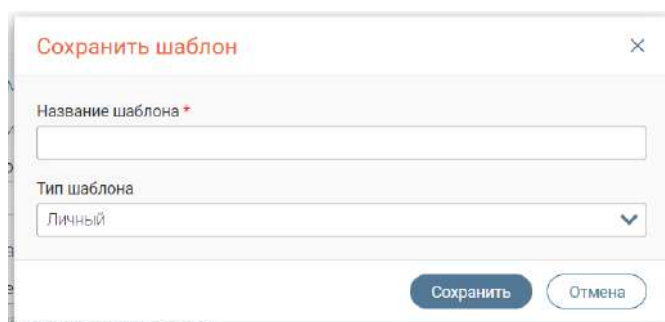 Сохранить шаблон
Название шаблона *
Тип шаблона
Личный
Сохранить
Отмена